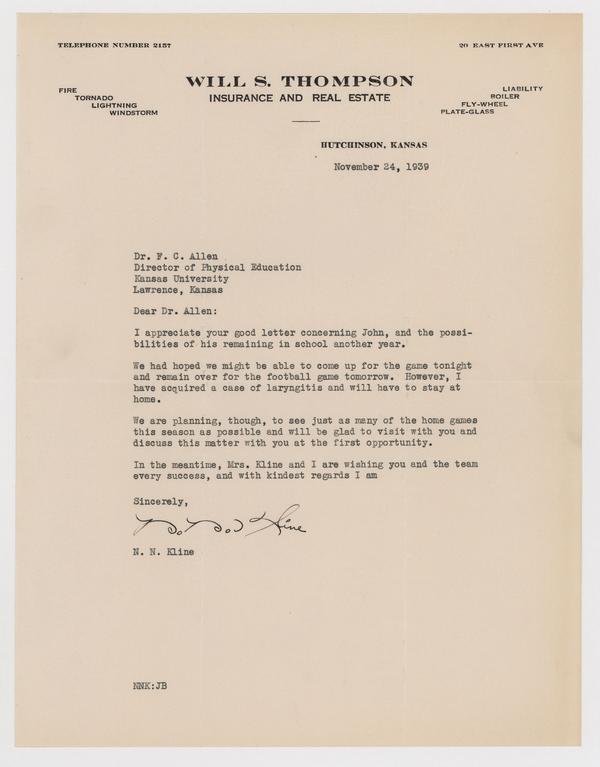 TELEPHONE NUMBER 2157
20 EAST FIRST AVE
WILL S. THOMPSON
INSURANCE AND REAL ESTATE
FIRE
TORNADO
LIGHTNING
WINDSTORM
LIABILITY
BOILER
FLY-WHEEL
PLATE-GLASS
HUTCHINSON, KANSAS
November 24, 1939
Dr. F. C. Allen
Director of Physical Education
Kansas University
Lawrence, Kansas
Dear Dr. Allen:
I appreciate your good letter concerning John, and the possi-
bilities of his remaining in school another year.
We had hoped we might be able to come up for the game tonight
and remain over for the football game tomorrow. However, I
have acquired a case of laryngitis and will have to stay at
home.
We are planning, though, to see just as many of the home games
this season as possible and will be glad to visit with you and
discuss this matter with you at the first opportunity.
In the meantime, Mrs. Kline and I are wishing you and the team
every success, and with kindest regards I am
Sincerely,
N. N. Kline
N. N. Kline
NNK:JB